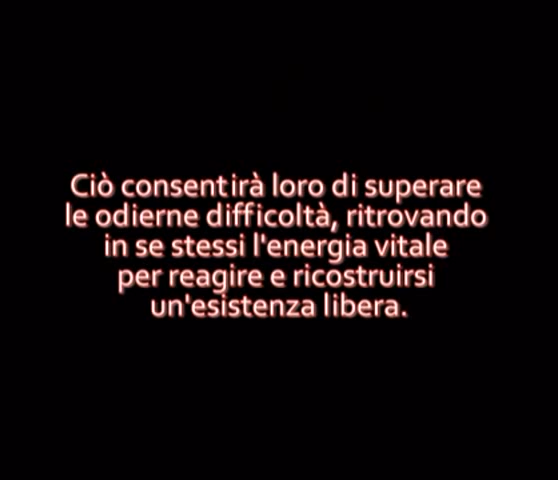 Ciò consentirà loro di superare
le odierne difficoltà, ritrovando
in se stessi l'energia vitale
per reagire e ricostruirsi
un'esistenza libera.